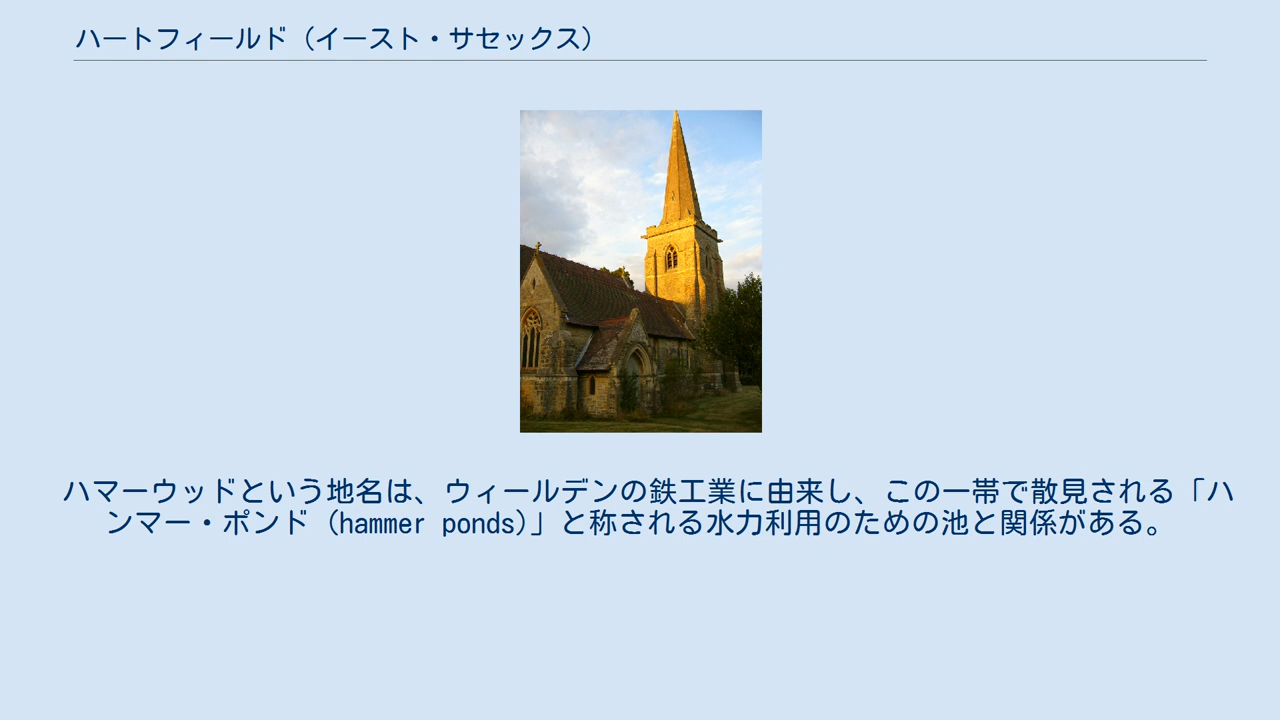 ハートフィールド（イースト・サセックス）
ハマーウッドという地名は、ウィールデンの鉄工業に由来し、この一帯で散見される「ハ
ンマー・ポンド（hammer ponds）」と称される水力利用のための池と関係がある。